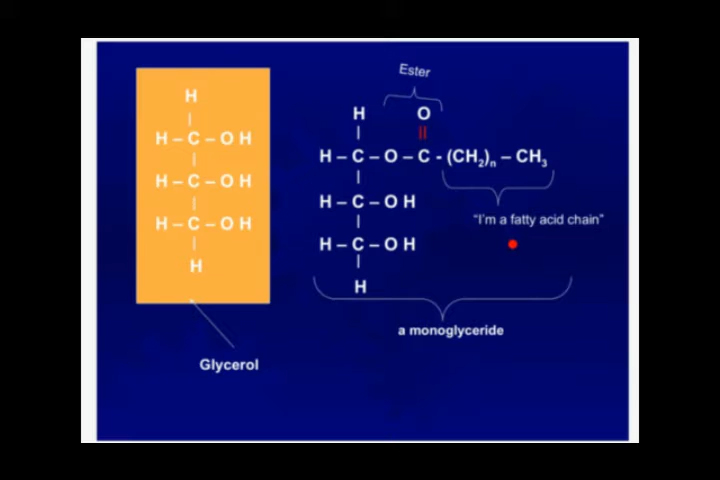 H
H – C – O H
H – C – O H
H – C – O H
H
Glycerol
Ester
H O
H – C – O – C - (CH₂)ₙ – CH₃
H – C – O H
H – C – O H
H
"I'm a fatty acid chain"
a monoglyceride